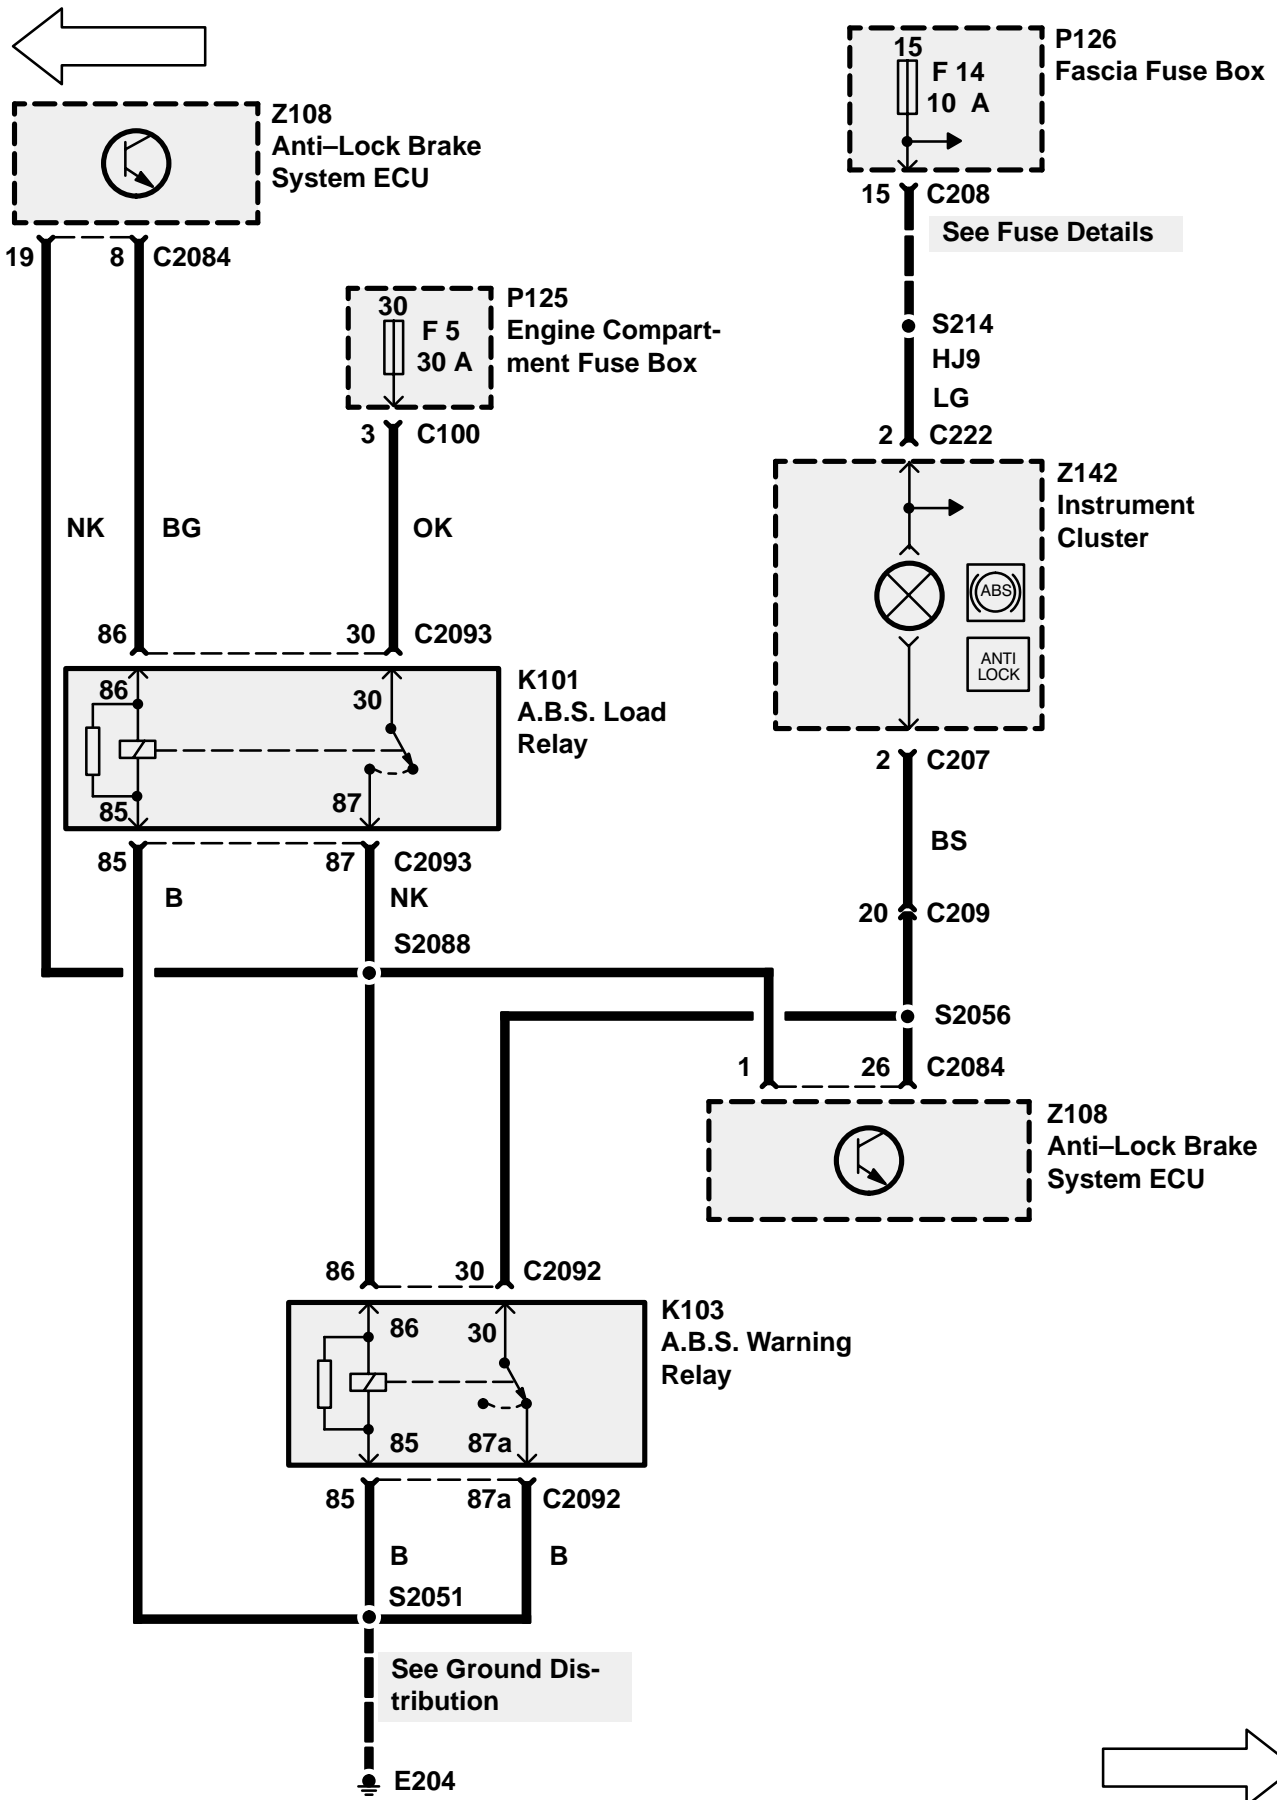 P126
Fascia Fuse Box
15
F 14
10 A
15 C208
See Fuse Details
Z108
Anti–Lock Brake
System ECU
19 8 C2084
P125
Engine Compart-
ment Fuse Box
30
F 5
30 A
3 C100
S214
HJ9
LG
2 C222
Z142
Instrument
Cluster
ABS
ANTI
LOCK
NK BG OK
86 30 C2093
K101
A.B.S. Load
Relay
86 30
85 87
85 87 C2093
B NK
2 C207
BS
20 C209
S2088
S2056
1 26 C2084
Z108
Anti–Lock Brake
System ECU
86 30 C2092
K103
A.B.S. Warning
Relay
86 30
85 87a
85 87a C2092
B B
S2051
See Ground Dis-
tribution
E204